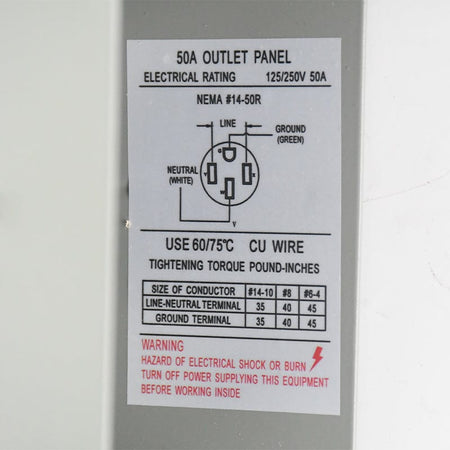 50A OUTLET PANEL
ELECTRICAL RATING 125/250V 50A
NEMA #14-50R
LINE
GROUND
(GREEN)
G
NEUTRAL
(WHITE)
USE 60/75℃ CU WIRE
TIGHTENING TORQUE POUND-INCHES
SIZE OF CONDUCTOR #14-10 #8 #6-4
LINE-NEUTRAL TERMINAL 35 40 45
GROUND TERMINAL 35 40 45
WARNING
HAZARD OF ELECTRICAL SHOCK OR BURN
TURN OFF POWER SUPPLYING THIS EQUIPMENT
BEFORE WORKING INSIDE